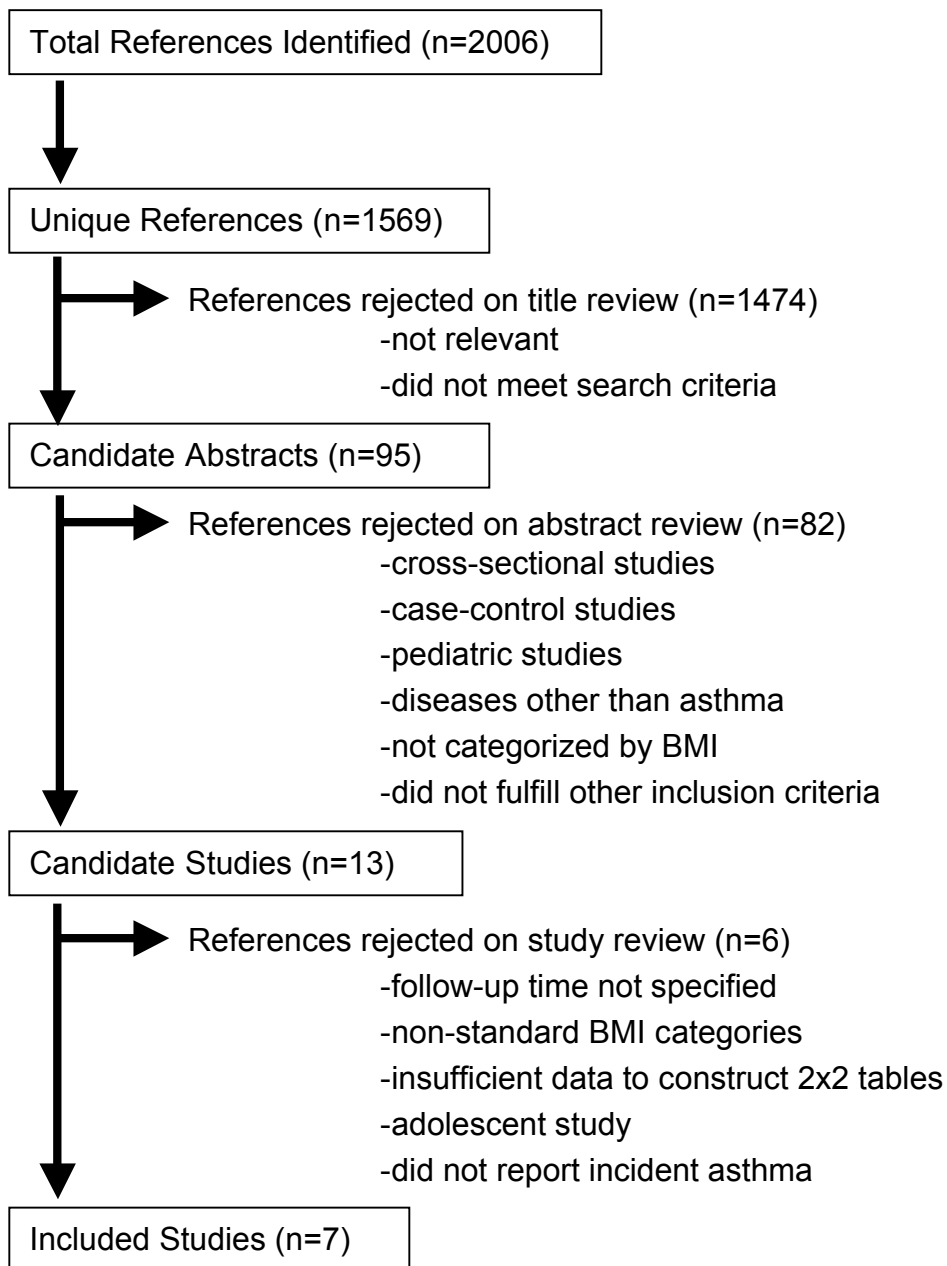 Total References Identified (n=2006)
Unique References (n=1569)
References rejected on title review (n=1474)
-not relevant
-did not meet search criteria
Candidate Abstracts (n=95)
References rejected on abstract review (n=82)
-cross-sectional studies
-case-control studies
-pediatric studies
-diseases other than asthma
-not categorized by BMI
-did not fulfill other inclusion criteria
Candidate Studies (n=13)
References rejected on study review (n=6)
-follow-up time not specified
-non-standard BMI categories
-insufficient data to construct 2x2 tables
-adolescent study
-did not report incident asthma
Included Studies (n=7)